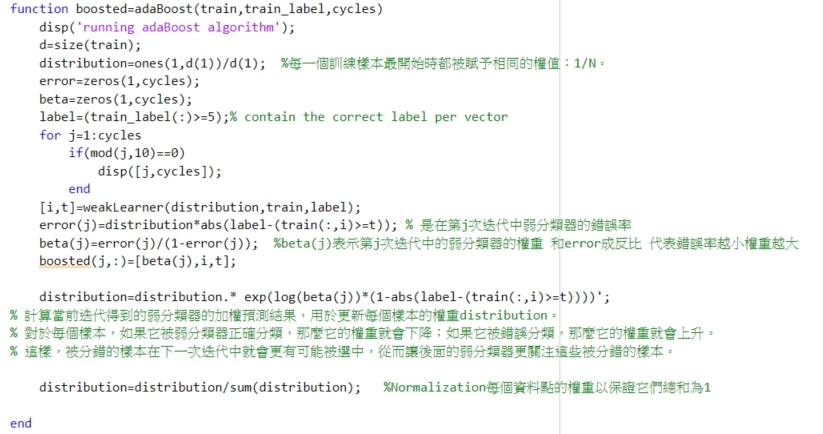 function boosted=adaBoost(train,train_label,cycles)
disp('running adaBoost algorithm');
d=size(train);
distribution=ones(1,d(1))/d(1);  %每一個訓練樣本最開始時都被賦予相同的權值：1/N。
error=zeros(1,cycles);
beta=zeros(1,cycles);
label=(train_label(:)>=5);% contain the correct label per vector
for j=1:cycles
if(mod(j,10)==0)
disp([j,cycles]);
end
[i,t]=weakLearner(distribution,train,label);
error(j)=distribution*abs(label-(train(:,i)>=t)); % 是在第j次迭代中弱分類器的錯誤率
beta(j)=error(j)/(1-error(j));  %beta(j)表示第j次迭代中的弱分類器的權重 和error成反比 代表錯誤率越小權重越大
boosted(j,:)=[beta(j),i,t];
distribution=distribution.* exp(log(beta(j))*(1-abs(label-(train(:,i)>=t))))';
% 計算當前迭代得到的弱分類器的加權預測結果，用於更新每個樣本的權重distribution。
% 對於每個樣本，如果它被弱分類器正確分類，那麼它的權重就會下降；如果它被錯誤分類，那麼它的權重就會上升。
% 這樣，被分錯的樣本在下一次迭代中就會更有可能被選中，從而讓後面的弱分類器更關注這些被分錯的樣本。
distribution=distribution/sum(distribution);   %Normalization每個資料點的權重以保證它們總和為1
end